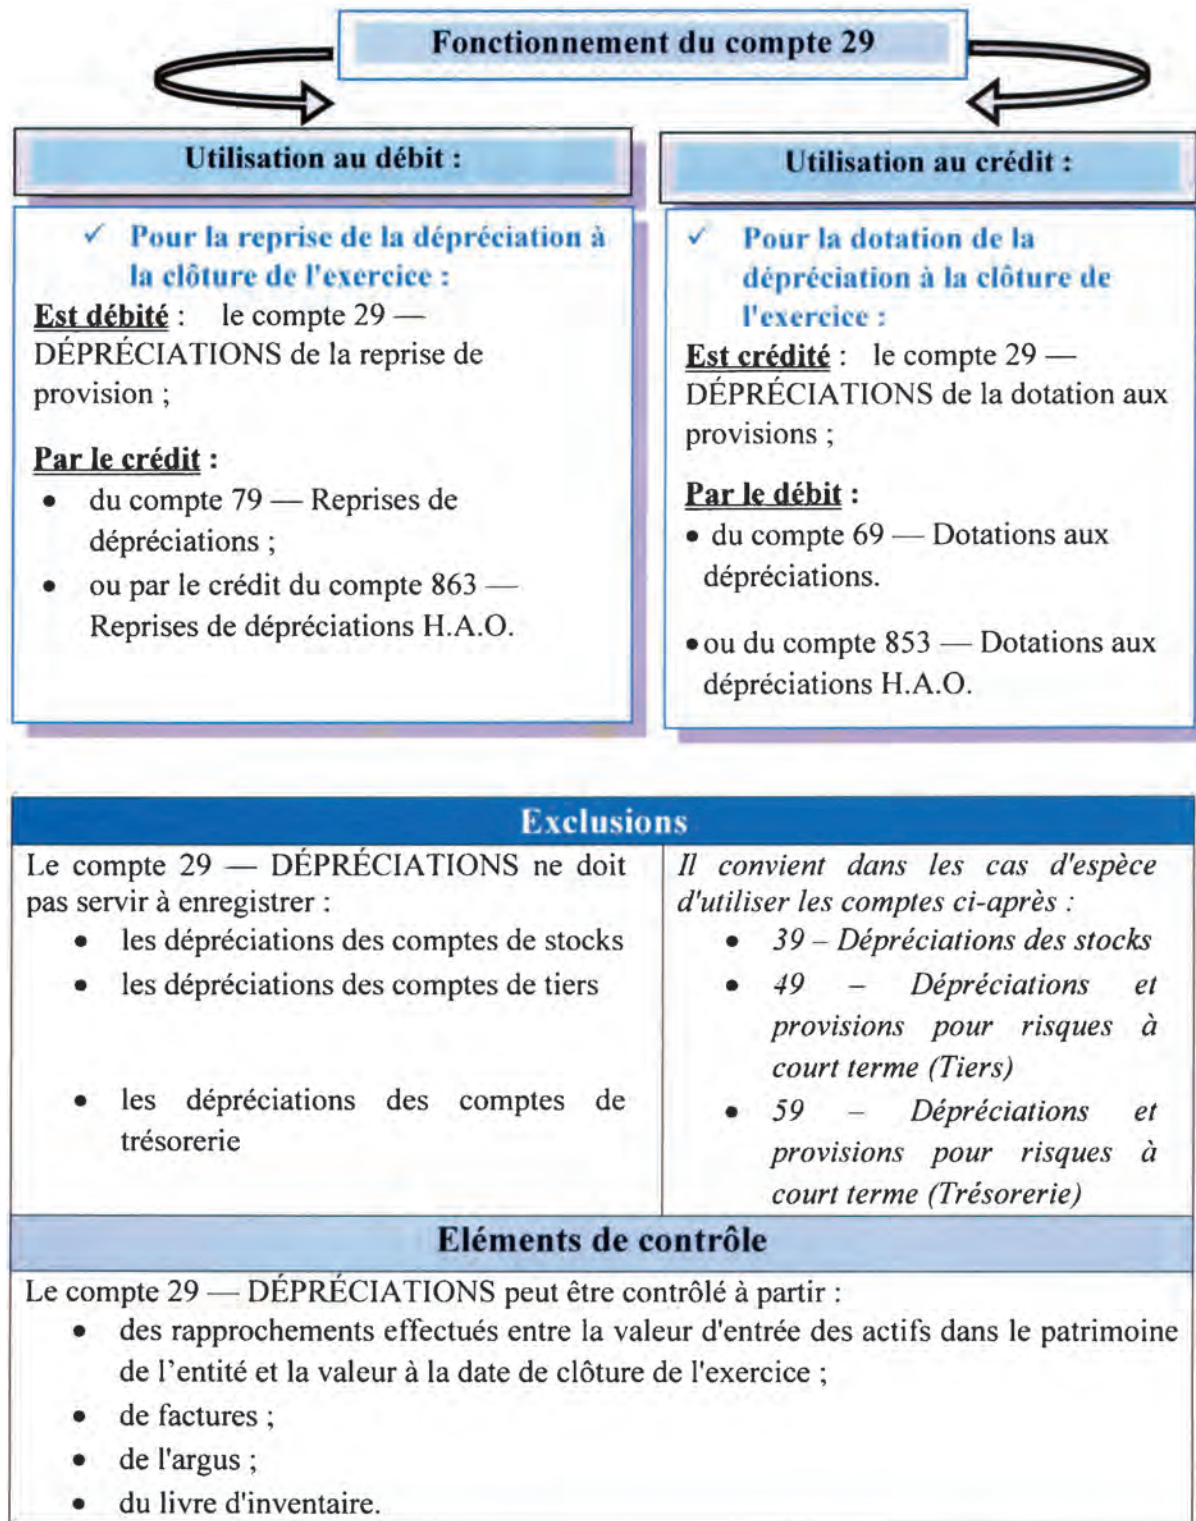 Fonctionnement du compte 29
Utilisation au débit :
✓ Pour la reprise de la dépréciation à
la clôture de l'exercice :
Est débité : le compte 29 —
DÉPRÉCIATIONS de la reprise de
provision ;
Par le crédit :
• du compte 79 — Reprises de
dépréciations ;
• ou par le crédit du compte 863 —
Reprises de dépréciations H.A.O.
Utilisation au crédit :
✓ Pour la dotation de la
dépréciation à la clôture de
l'exercice :
Est crédité : le compte 29 —
DÉPRÉCIATIONS de la dotation aux
provisions ;
Par le débit :
• du compte 69 — Dotations aux
dépréciations.
• ou du compte 853 — Dotations aux
dépréciations H.A.O.
Exclusions
Le compte 29 — DÉPRÉCIATIONS ne doit
pas servir à enregistrer :
• les dépréciations des comptes de stocks
• les dépréciations des comptes de tiers
• les dépréciations des comptes de
trésorerie
Il convient dans les cas d'espèce
d'utiliser les comptes ci-après :
• 39 – Dépréciations des stocks
• 49 – Dépréciations et
provisions pour risques à
court terme (Tiers)
• 59 – Dépréciations et
provisions pour risques à
court terme (Trésorerie)
Eléments de contrôle
Le compte 29 — DÉPRÉCIATIONS peut être contrôlé à partir :
• des rapprochements effectués entre la valeur d'entrée des actifs dans le patrimoine
de l'entité et la valeur à la date de clôture de l'exercice ;
• de factures ;
• de l'argus ;
• du livre d'inventaire.